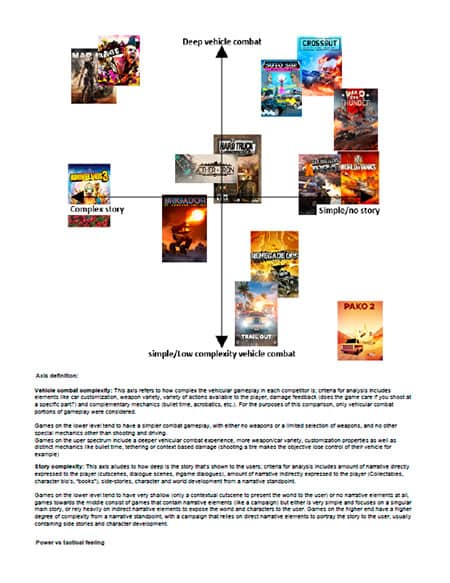 Deep vehicle combat
CROSSOUT
MAD MAX
RAGE 2
AUTO AGE
WAR THUNDER
HARD TRUCK
BORDERLANDS 3
WORLD OF TANKS
Complex story
BRIGADOR
Simple/no story
RENEGADE OPS
TRAIL OUT
PAKO 2
simple/Low complexity vehicle combat
Axis definition:
Vehicle combat complexity: This axis refers to how complex the vehicular gameplay in each competitor is; criteria for analysis includes
elements like car customization, weapon variety, variety of actions available to the player, damage feedback (does the game care if you shoot at
a specific part?) and complementary mechanics (bullet time, acrobatics, etc.). For the purposes of this comparison, only vehicular combat
portions of gameplay were considered.
Games on the lower level tend to have a simpler combat gameplay, with either no weapons or a limited selection of weapons, and no other
special mechanics other than shooting and driving.
Games on the user spectrum include a deeper vehicular combat experience, more weapon/car variety, customization properties as well as
distinct mechanics like bullet time, tethering or context based damage (shooting a tire makes the objective lose control of their vehicle for
example)
Story complexity: This axis aludes to how deep is the story that's shown to the users; criteria for analysis include amount of narrative directly
expressed to the player (cutscenes, dialogue scenes, ingame dialogues), amount of narrative indirectly expressed to the player (Collectables,
character bio's, "books"), side-stories, character and world development from a narrative standpoint.
Games on the lower level tend to have very shallow (only a contextual cutscene to present the world to the user) or no narrative elements at all,
games towards the middle consist of games that contain narrative elements (like a campaign) but either is very simple and focuses on a singular
main story, or rely heavily on indirect narrative elements to expose the world and characters to the user. Games on the higher end have a higher
degree of complexity from a narrative standpoint, with a campaign that relies on direct narrative elements to portray the story to the user, usually
containing side stories and character development.
Power vs tactical feeling